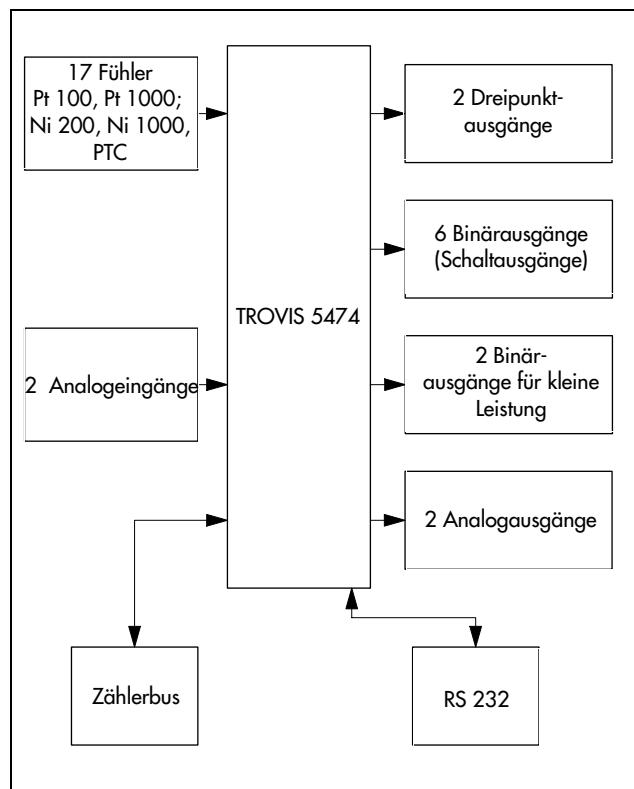 17 Fühler
Pt 100, Pt 1000;
Ni 200, Ni 1000,
PTC
2 Analogeingänge
TROVIS 5474
2 Dreipunkt-
ausgänge
6 Binärausgänge
(Schaltausgänge)
2 Binär-
ausgänge für kleine
Leistung
2 Analogausgänge
Zählerbus
RS 232